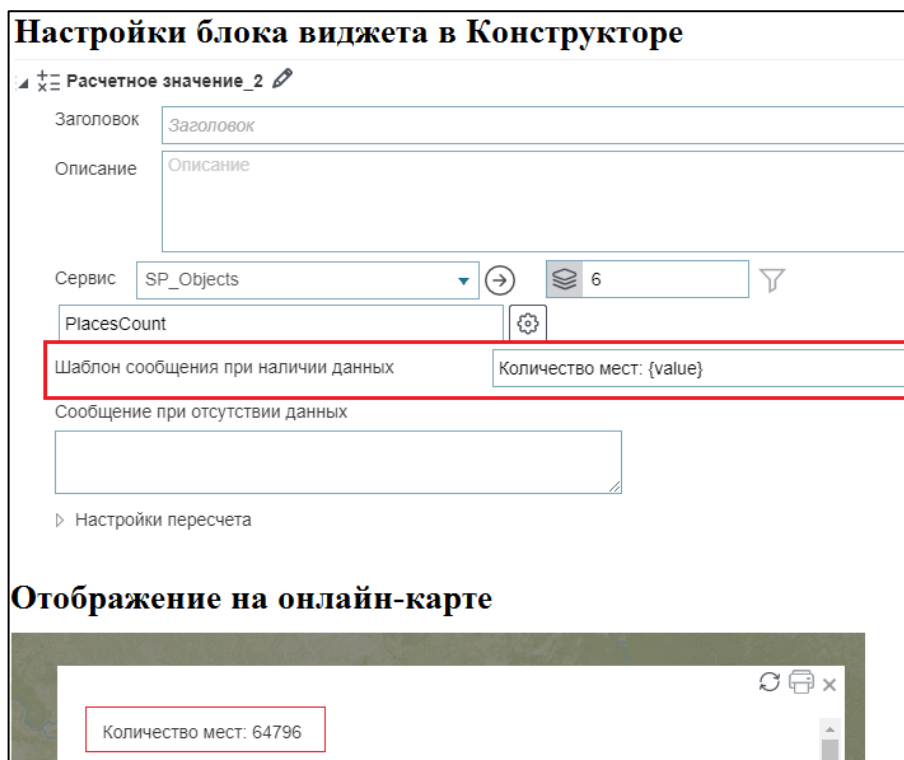 Настройки блока виджета в Конструкторе
Расчетное значение_2
Заголовок Заголовок
Описание Описание
Сервис SP_Objects 6
PlacesCount
Шаблон сообщения при наличии данных Количество мест: {value}
Сообщение при отсутствии данных
Настройки пересчета
Отображение на онлайн-карте
Количество мест: 64796